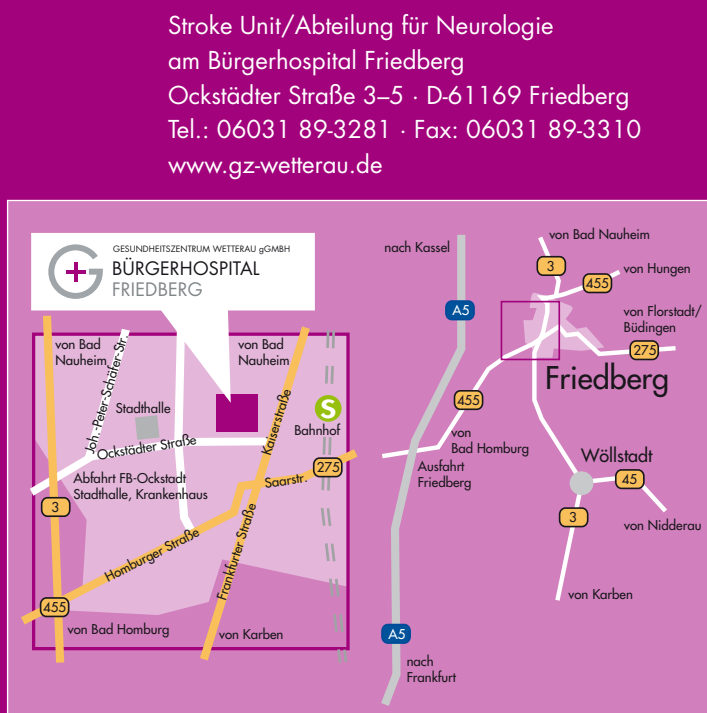 Stroke Unit/Abteilung für Neurologie
am Bürgerhospital Friedberg
Ockstädter Straße 3–5 · D-61169 Friedberg
Tel.: 06031 89-3281 · Fax: 06031 89-3310
www.gz-wetterau.de
GESUNDHEITSZENTRUM WETTERAU gGMBH
BÜRGERHOSPITAL
FRIEDBERG
von Bad
Nauheim
Joh.-Peter-Schäfer-Str.
von Bad
Nauheim
Stadthalle
Kaiserstraße
S
Bahnhof
Ockstädter Straße
275
Abfahrt FB-Ockstadt
Stadthalle, Krankenhaus
Saarstr.
3
Homburger Straße
Frankfurter Straße
455
von Bad Homburg
von Karben
nach Kassel
von Bad Nauheim
3
455
von Hungen
A5
von Florstadt/
Büdingen
275
Friedberg
455
von
Bad Homburg
Ausfahrt
Friedberg
Wöllstadt
45
3
von Nidderau
von Karben
A5
nach
Frankfurt